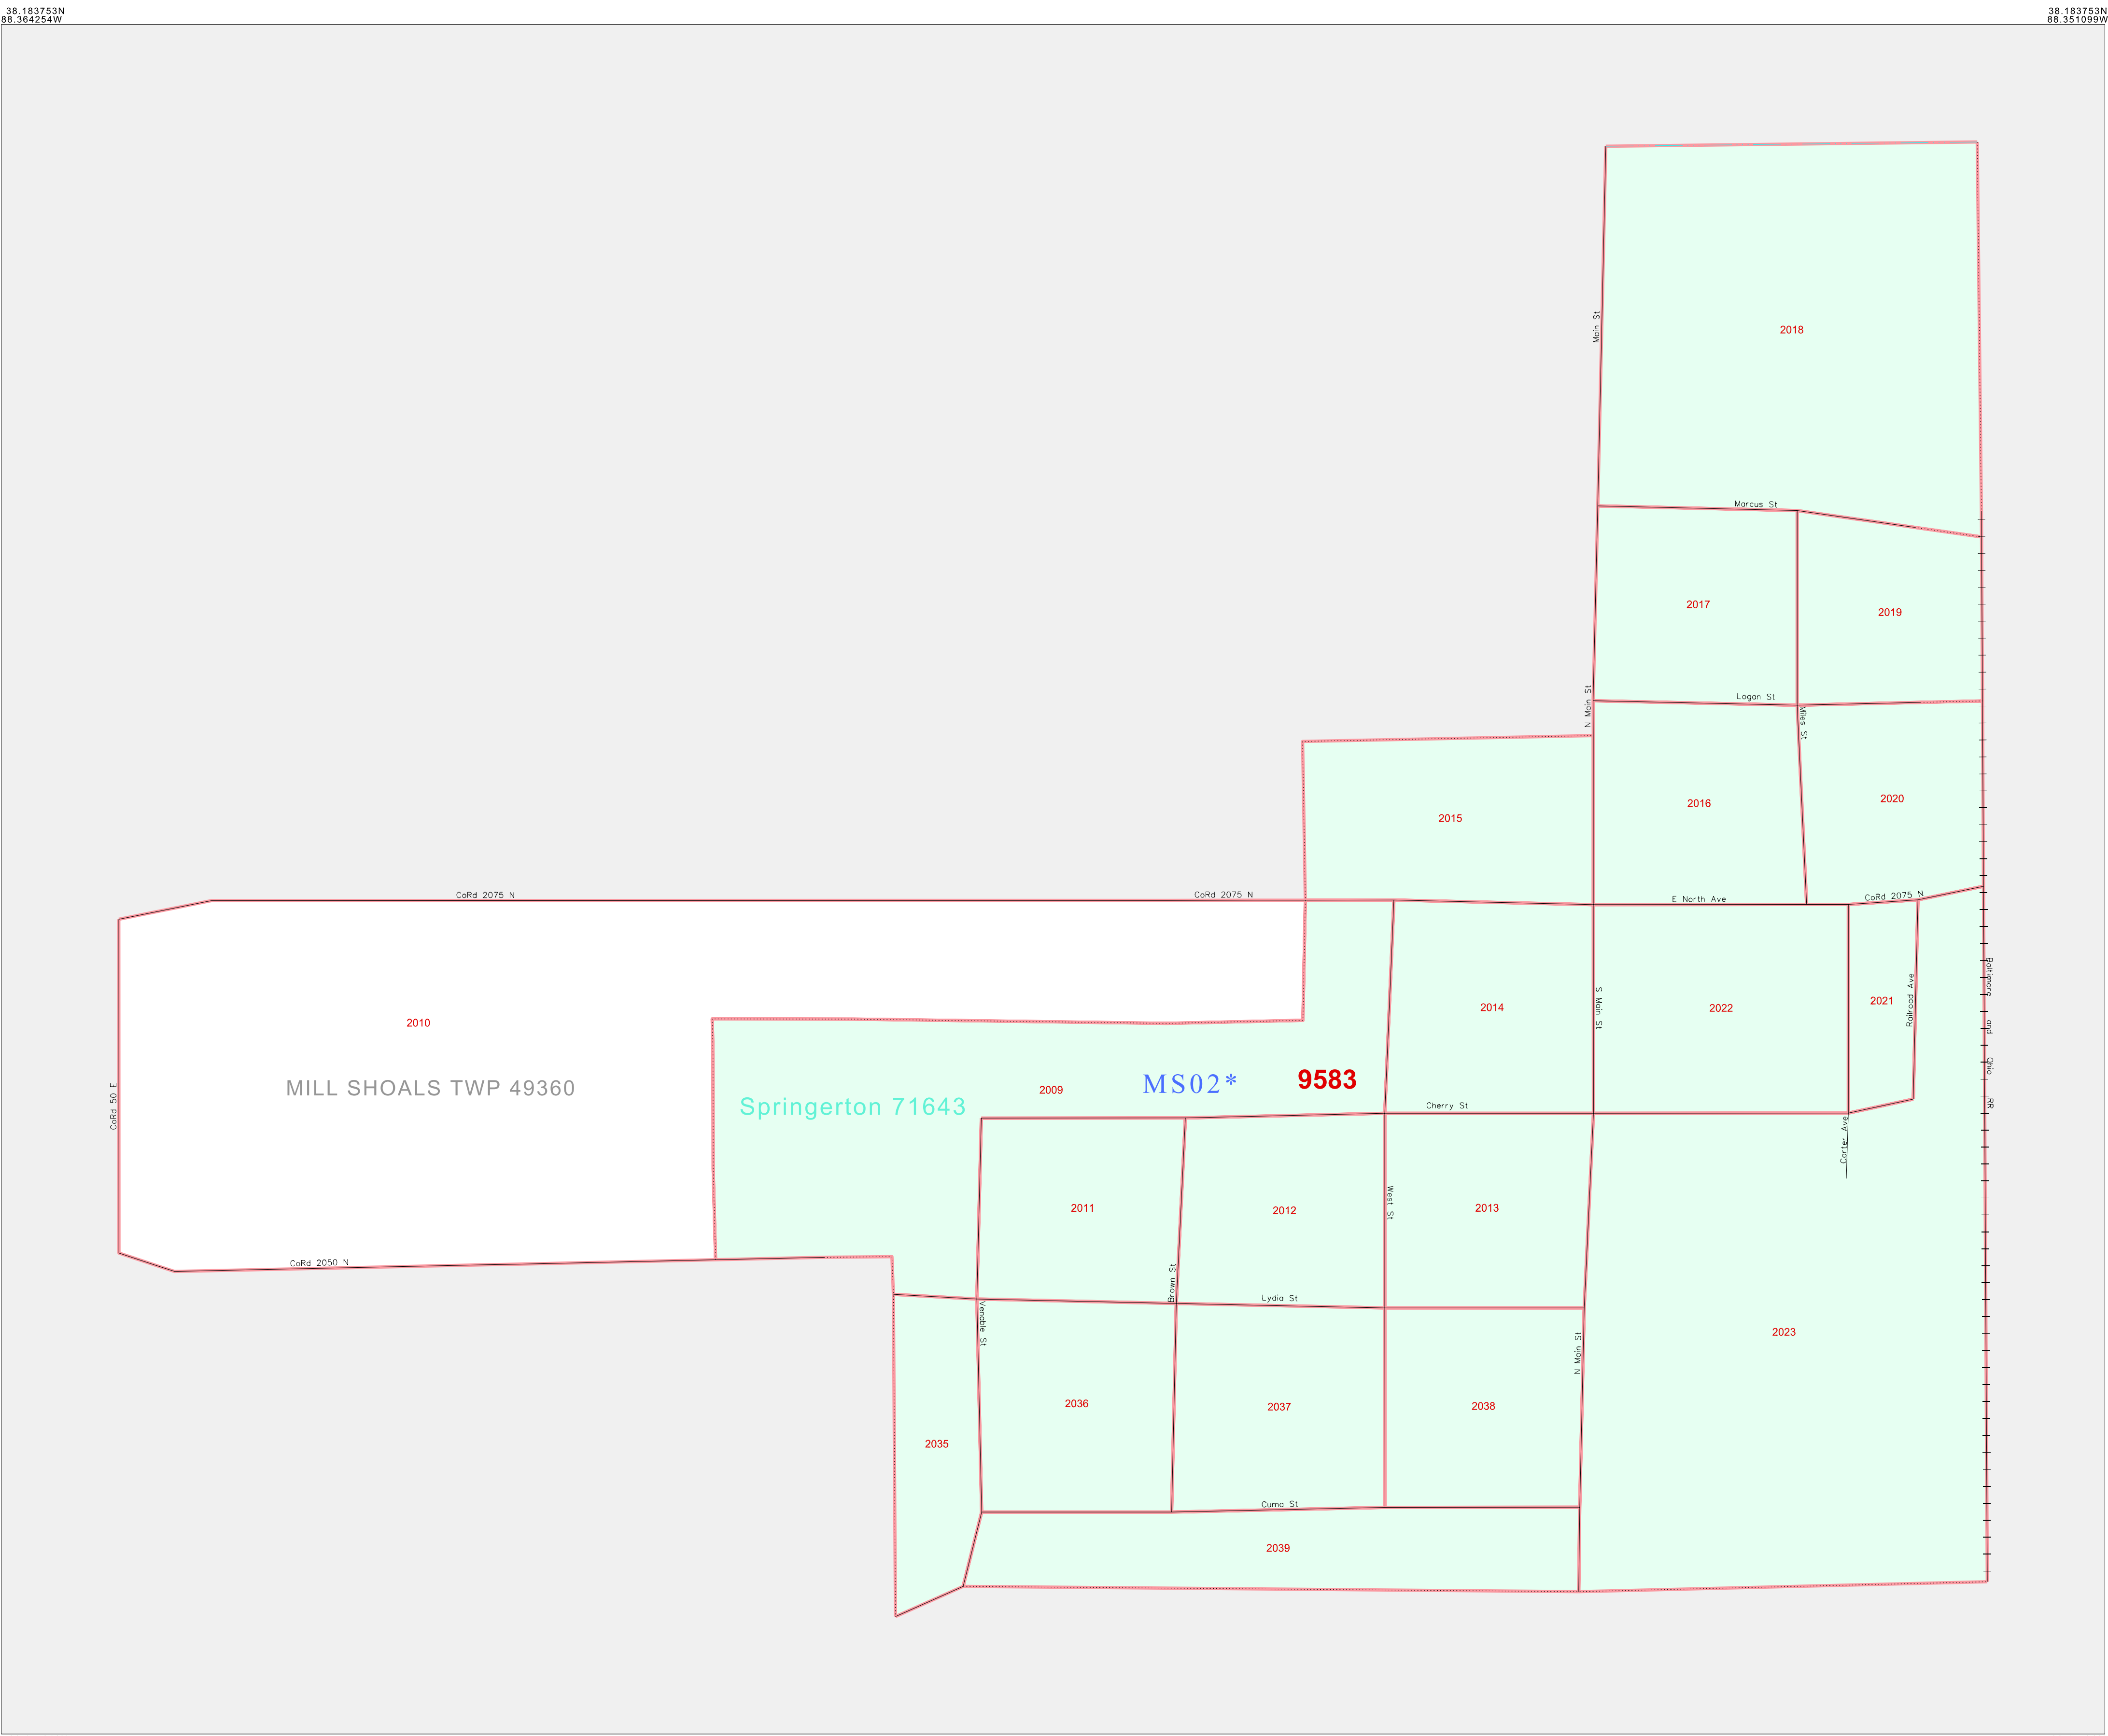 38.183753N
88.364254W
38.183753N
88.351099W
Main St
2018
Marcus St
2017
2019
N Main St
Logan St
Miles St
2015
2016
2020
CoRd 2075 N
CoRd 2075 N
E North Ave
CoRd 2075 N
2010
2014
S Main St
2022
2021
Railroad Ave
Baltimore and Ohio RR
MILL SHOALS TWP 49360
CoRd 50 E
2009
MS02*
9583
Springerton 71643
Cherry St
Carter Ave
2011
2012
West St
2013
CoRd 2050 N
Brown St
Lydia St
Venable St
N Main St
2023
2035
2036
2037
2038
Cuma St
2039